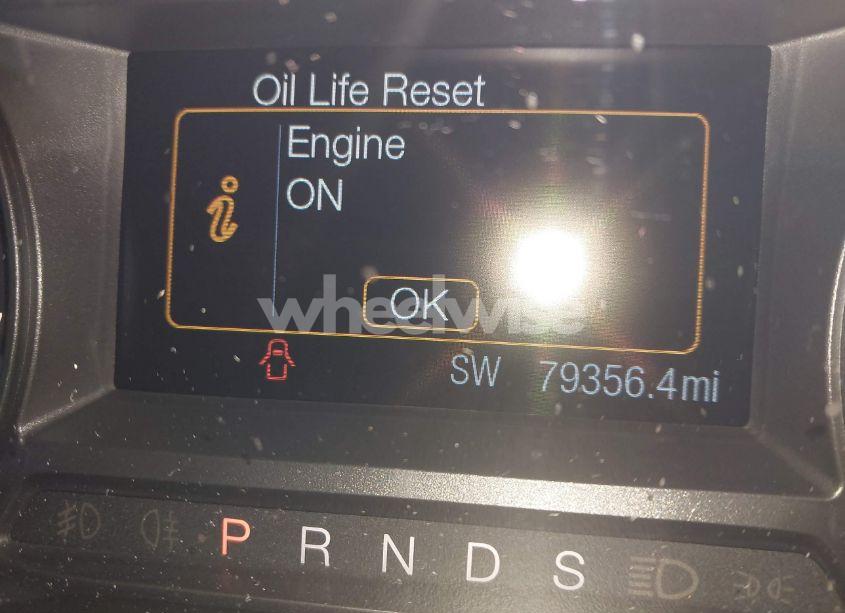 Oil Life Reset
Engine
ON
OK
wheelwise
SW 79356.4mi
P R N D S